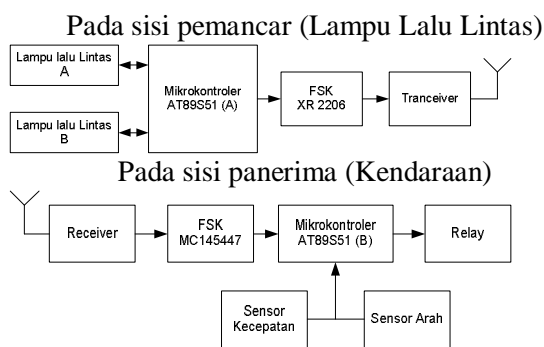 Pada sisi pemancar (Lampu Lalu Lintas)
Lampu lalu Lintas
A
Lampu lalu Lintas
B
Mikrokontroler
AT89S51 (A)
FSK
XR 2206
Tranceiver
Pada sisi panerima (Kendaraan)
Receiver
FSK
MC145447
Mikrokontroler
AT89S51 (B)
Relay
Sensor
Kecepatan
Sensor Arah